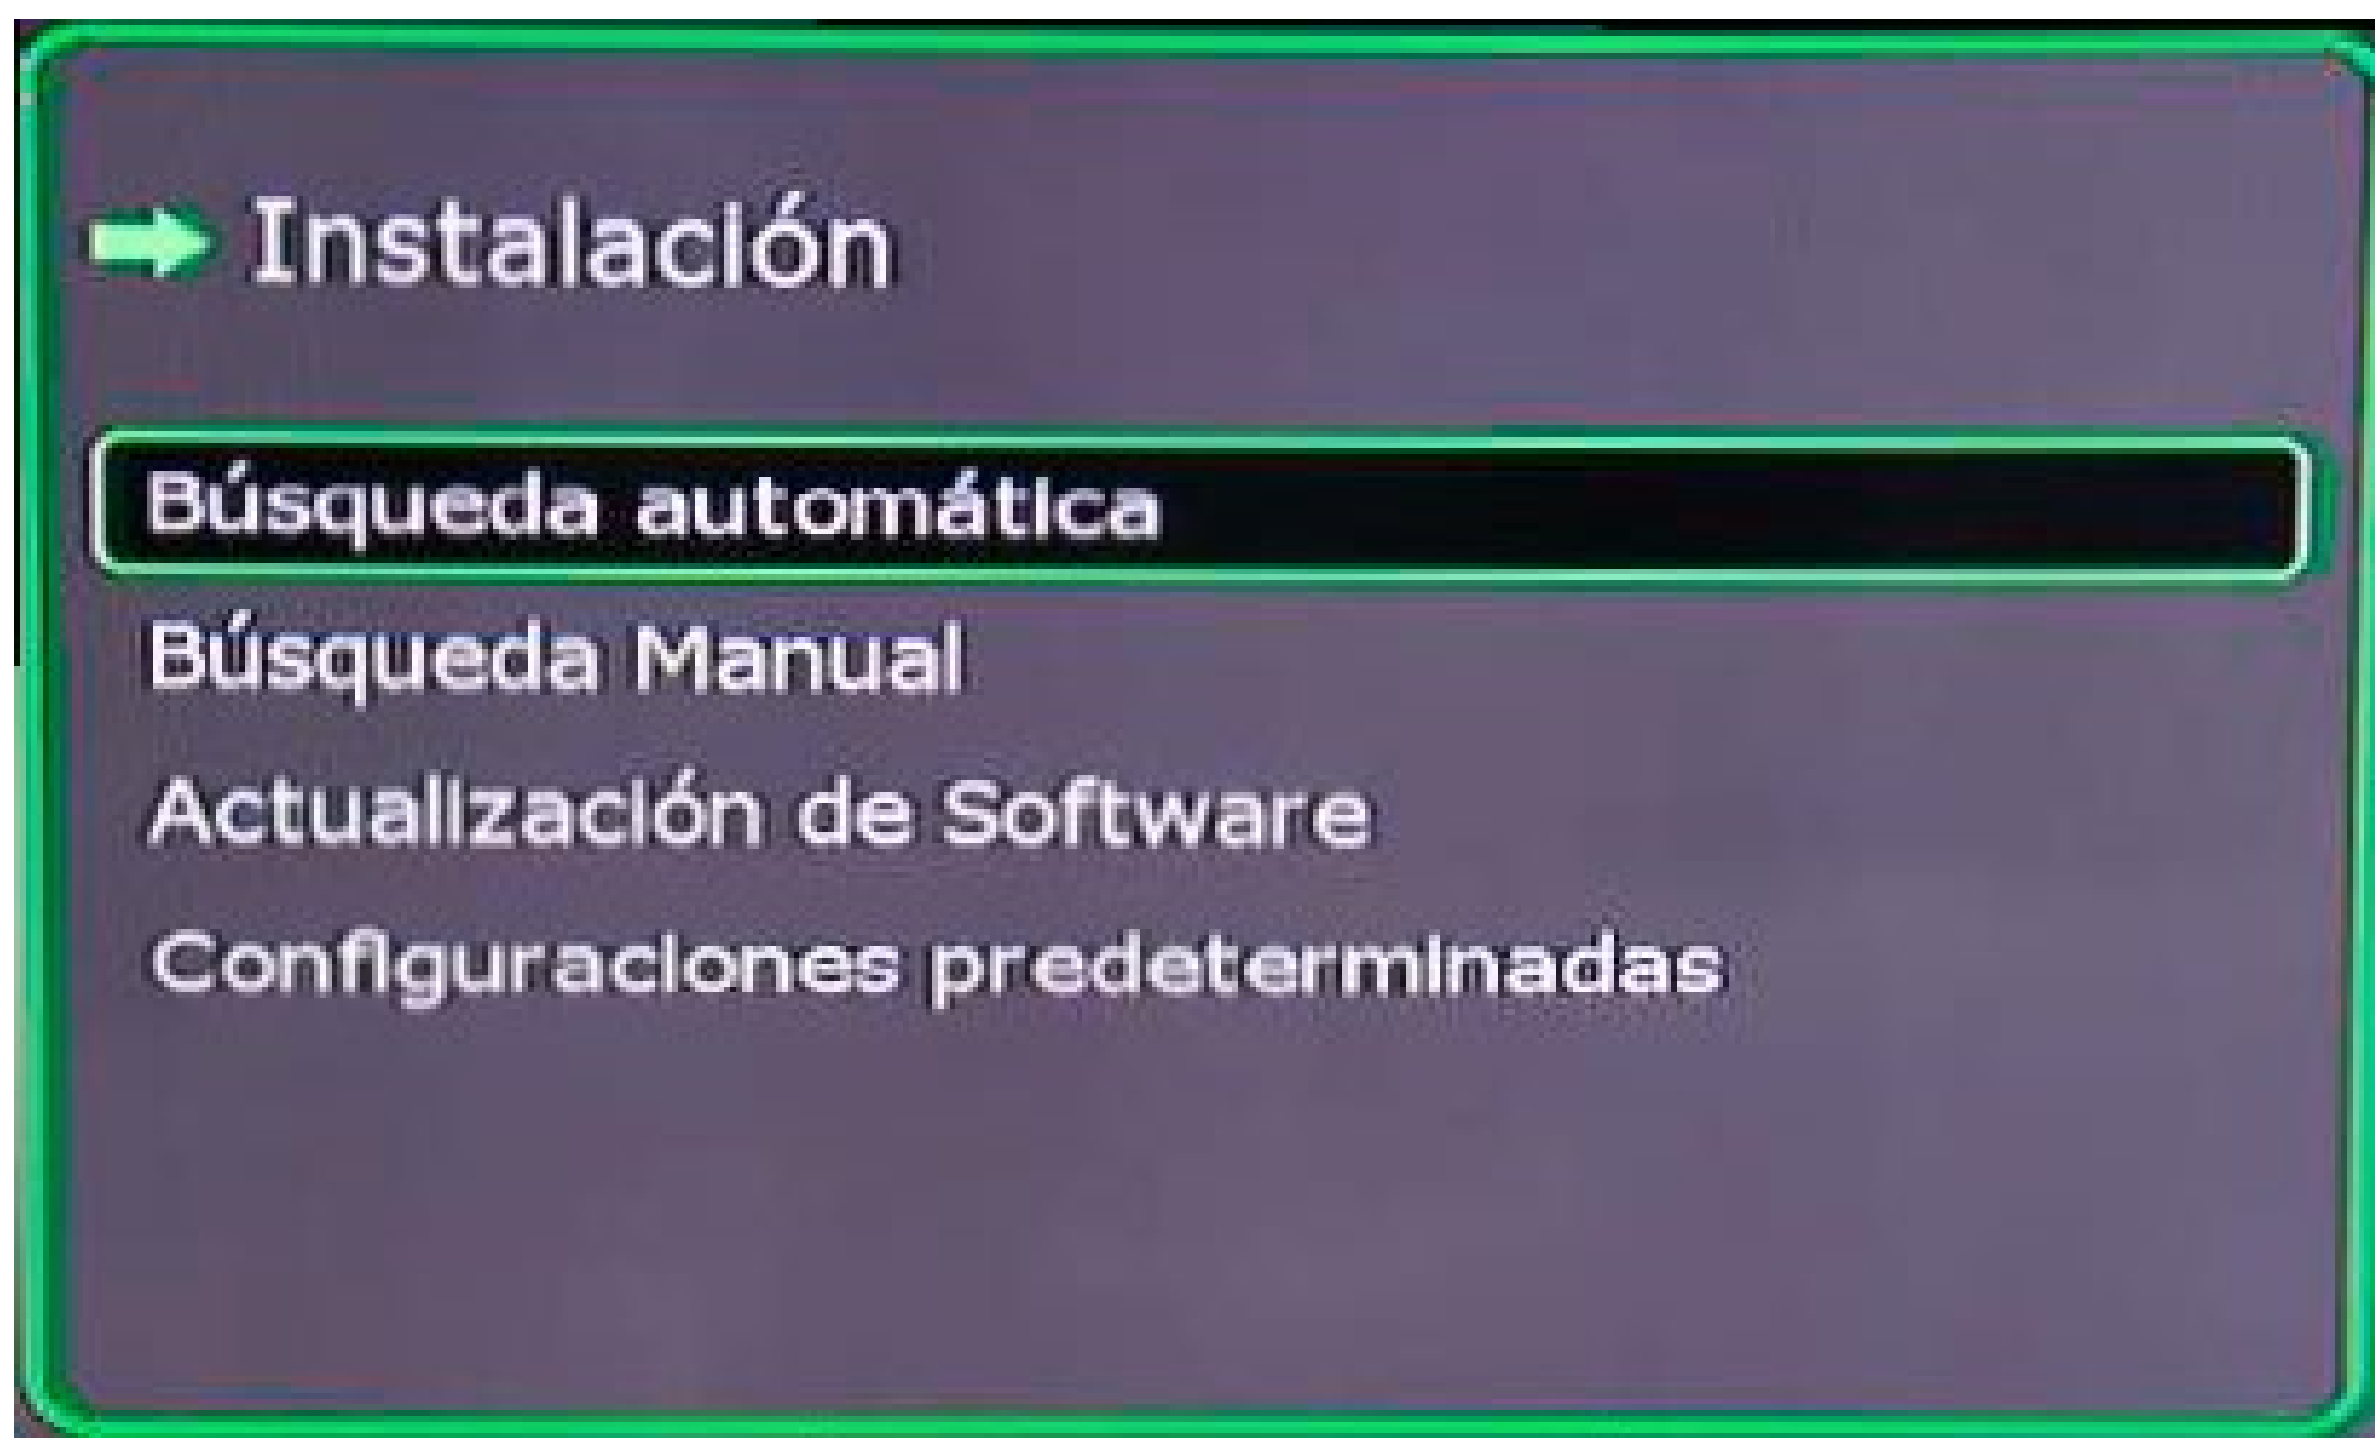 Instalación
Búsqueda automática
Búsqueda Manual
Actualización de Software
Configuraciones predeterminadas